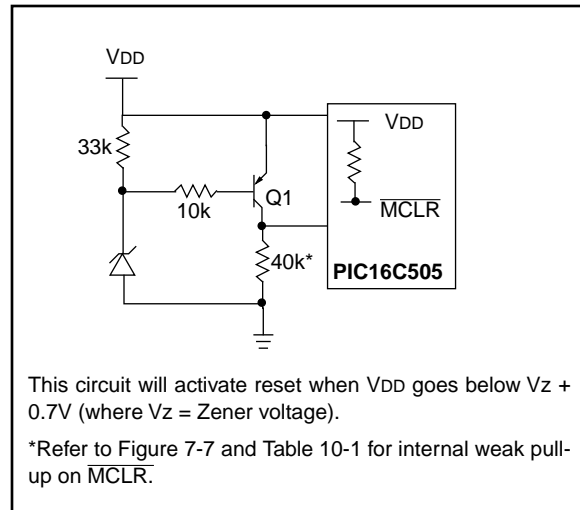 VDD
VDD
33k
10k
Q1
MCLR
40k*
PIC16C505
This circuit will activate reset when VDD goes below Vz +
0.7V (where Vz = Zener voltage).
*Refer to Figure 7-7 and Table 10-1 for internal weak pull-
up on MCLR.